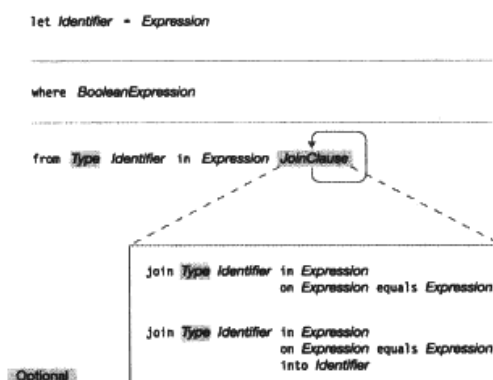 let Identifier = Expression
where BooleanExpression
from Type Identifier in Expression JoinClause
join Type Identifier in Expression
on Expression equals Expression
join Type Identifier in Expression
on Expression equals Expression
into Identifier
Optional